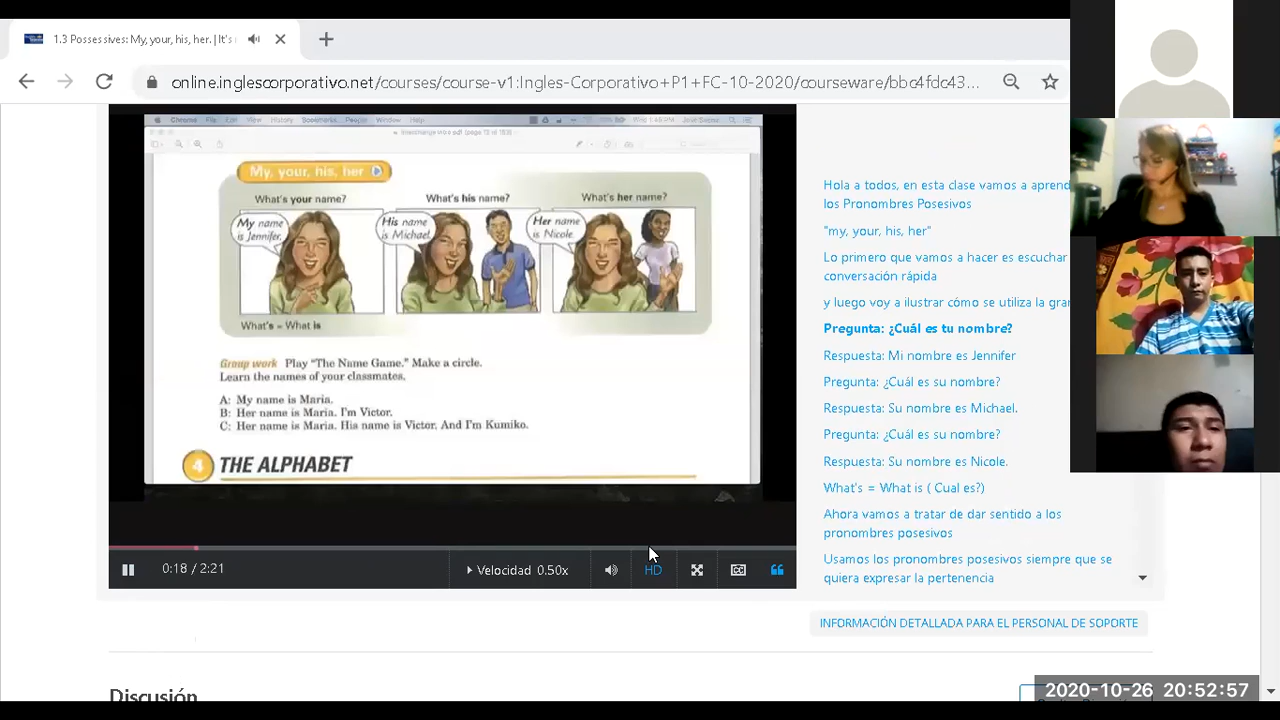 1.3 Possessives: My, your, his, her. | It's
online.inglescorporativo.net/courses/course-v1:Ingles-Corporativo+P1+FC-10-2020/courseware/bbc4fdc43...
Chrome File Edit View History Bookmarks People Window Help
My, your, his, her
What's your name?
What's his name?
What's her name?
My name
is Jennifer.
His name
is Michael.
Her name
is Nicole.
What's = What is
Group work Play "The Name Game." Make a circle.
Learn the names of your classmates.
A: My name is Maria.
B: Her name is Maria. I'm Victor.
C: Her name is Maria. His name is Victor. And I'm Kumiko.
4 THE ALPHABET
0:18 / 2:21
Velocidad 0.50x
HD
Hola a todos, en esta clase vamos a aprend
los Pronombres Posesivos
"my, your, his, her"
Lo primero que vamos a hacer es escuchar
conversación rápida
y luego voy a ilustrar cómo se utiliza la gra
Pregunta: ¿Cuál es tu nombre?
Respuesta: Mi nombre es Jennifer
Pregunta: ¿Cuál es su nombre?
Respuesta: Su nombre es Michael.
Pregunta: ¿Cuál es su nombre?
Respuesta: Su nombre es Nicole.
What's = What is ( Cual es?)
Ahora vamos a tratar de dar sentido a los
pronombres posesivos
Usamos los pronombres posesivos siempre que se
quiera expresar la pertenencia
INFORMACIÓN DETALLADA PARA EL PERSONAL DE SOPORTE
Discusión
2020-10-26 20:52:57